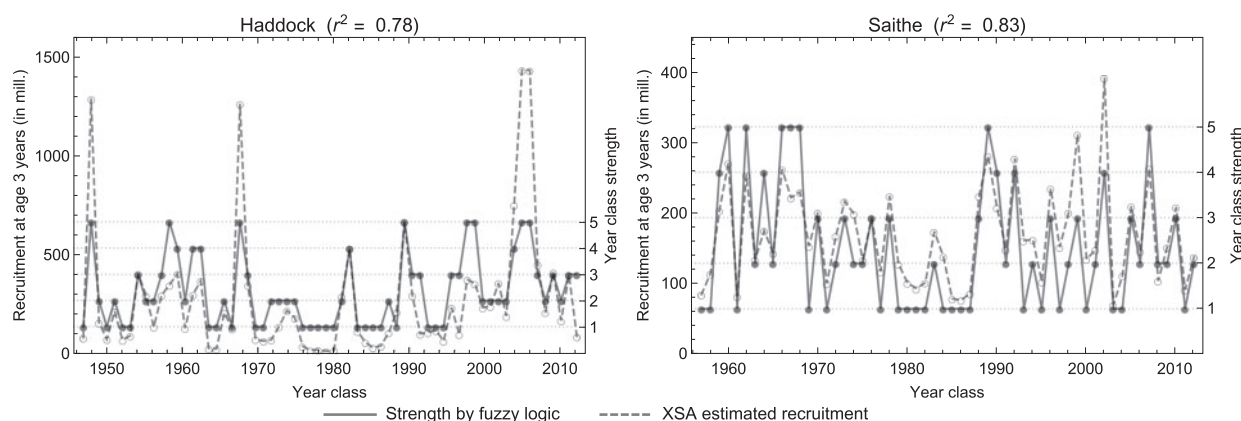 Haddock (r² = 0.78)
Recruitment at age 3 years (in mill.)
1500
1000
500
0
5
4
3
2
1
Year class strength
1950 1960 1970 1980 1990 2000 2010
Year class
Saithe (r² = 0.83)
Recruitment at age 3 years (in mill.)
400
300
200
100
0
5
4
3
2
1
Year class strength
1960 1970 1980 1990 2000 2010
Year class
Strength by fuzzy logic XSA estimated recruitment